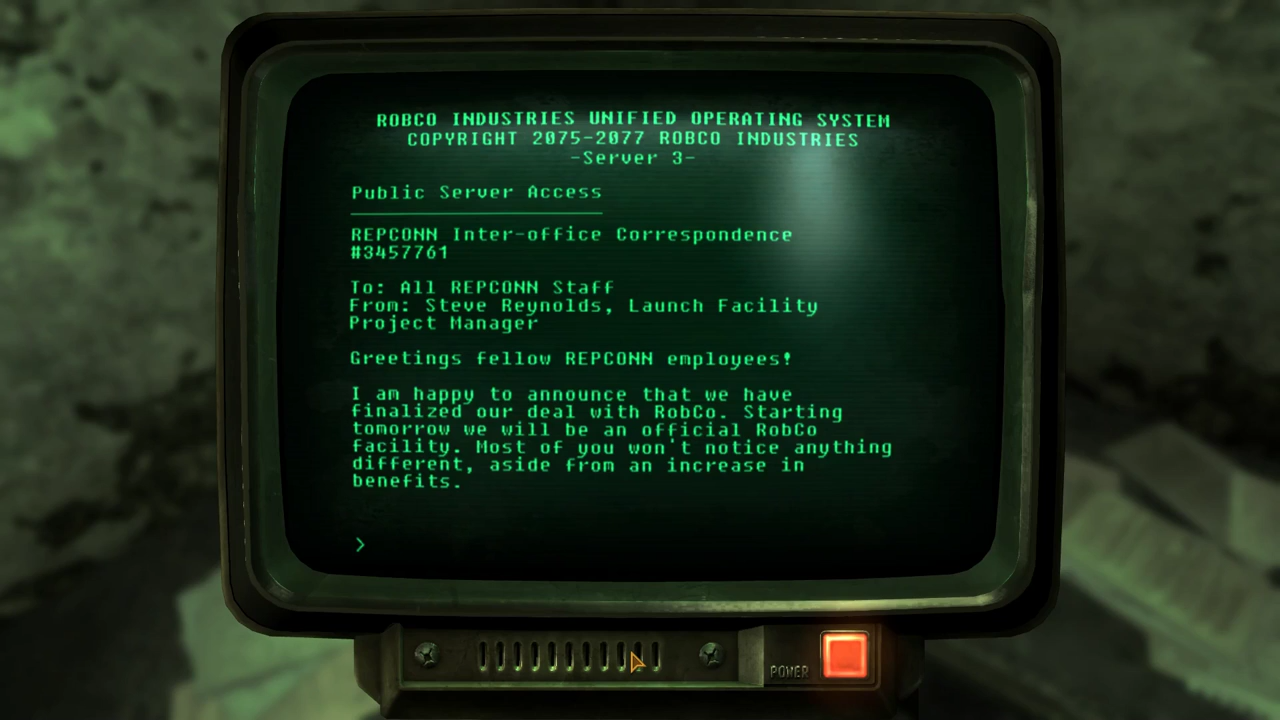 ROBCO INDUSTRIES UNIFIED OPERATING SYSTEM
COPYRIGHT 2075-2077 ROBCO INDUSTRIES
-Server 3-
Public Server Access
REPCONN Inter-office Correspondence
#3457761
To: All REPCONN Staff
From: Steve Reynolds, Launch Facility
Project Manager
Greetings fellow REPCONN employees!
I am happy to announce that we have
finalized our deal with RobCo. Starting
tomorrow we will be an official RobCo
facility. Most of you won't notice anything
different, aside from an increase in
benefits.
>
POWER